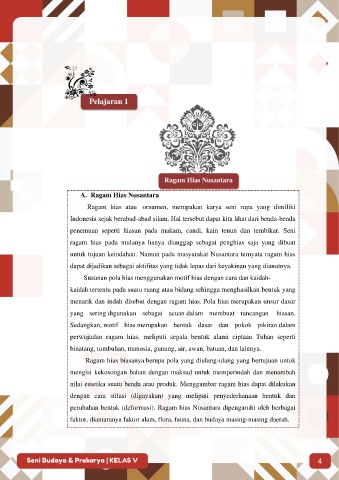 Pelajaran 1
Ragam Hias Nusantara
A. Ragam Hias Nusantara
Ragam hias atau ornamen, merupakan karya seni rupa yang dimiliki
Indonesia sejak berabad-abad silam. Hal tersebut dapat kita lihat dari benda-benda
penemuan seperti hiasan pada makam, candi, kain tenun dan tembikar. Seni
ragam hias pada mulanya hanya dianggap sebagai penghias saja yang dibuat
untuk tujuan keindahan. Namun pada masyarakat Nusantara ternyata ragam hias
dapat dijadikan sebagai aktifitas yang tidak lepas dari keyakinan yang dianutnya.
Susunan pola hias menggunakan motif hias dengan cara dan kaidah-
kaidah tertentu pada suatu ruang atau bidang sehingga menghasilkan bentuk yang
menarik dan indah disebut dengan ragam hias. Pola hias merupakan unsur dasar
yang sering digunakan sebagai acuan dalam membuat rancangan hiasan.
Sedangkan, motif hias merupakan bentuk dasar dan pokok pikiran dalam
perwujudan ragam hias, meliputi segala bentuk alami ciptaan Tuhan seperti
binatang, tumbuhan, manusia, gunung, air, awan, batuan, dan lainnya.
Ragam hias biasanya berupa pola yang diulang-ulang yang bertujuan untuk
mengisi kekosongan bahan dengan maksud untuk memperindah dan menambah
nilai estetika suatu benda atau produk. Menggambar ragam hias dapat dilakukan
dengan cara stilasi (digayakan) yang meliputi penyederhanaan bentuk dan
perubahan bentuk (deformasi). Ragam hias Nusantara dipengaruhi oleh berbagai
faktor, diantaranya faktor alam, flora, fauna, dan budaya masing-masing daerah.
Seni Budaya & Prakarya | KELAS V
4